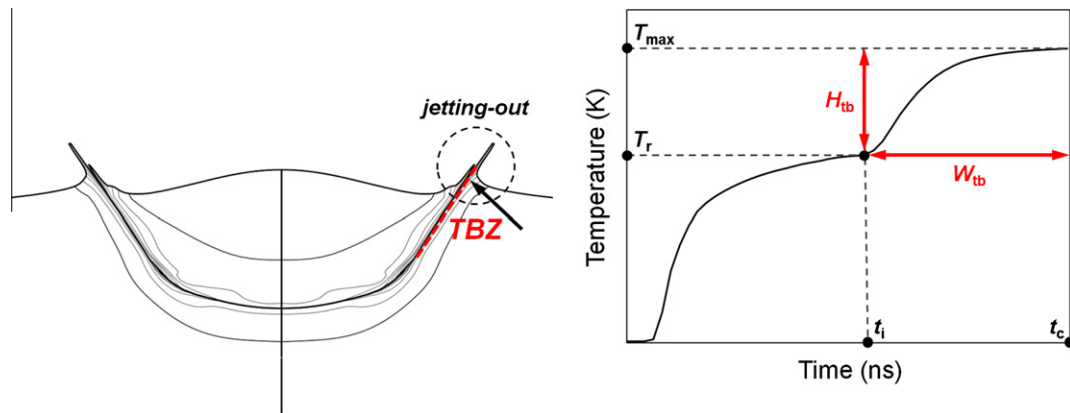 jetting-out
TBZ
Temperature (K)
Tmax
Tr
Htb
Wtb
ti
tc
Time (ns)